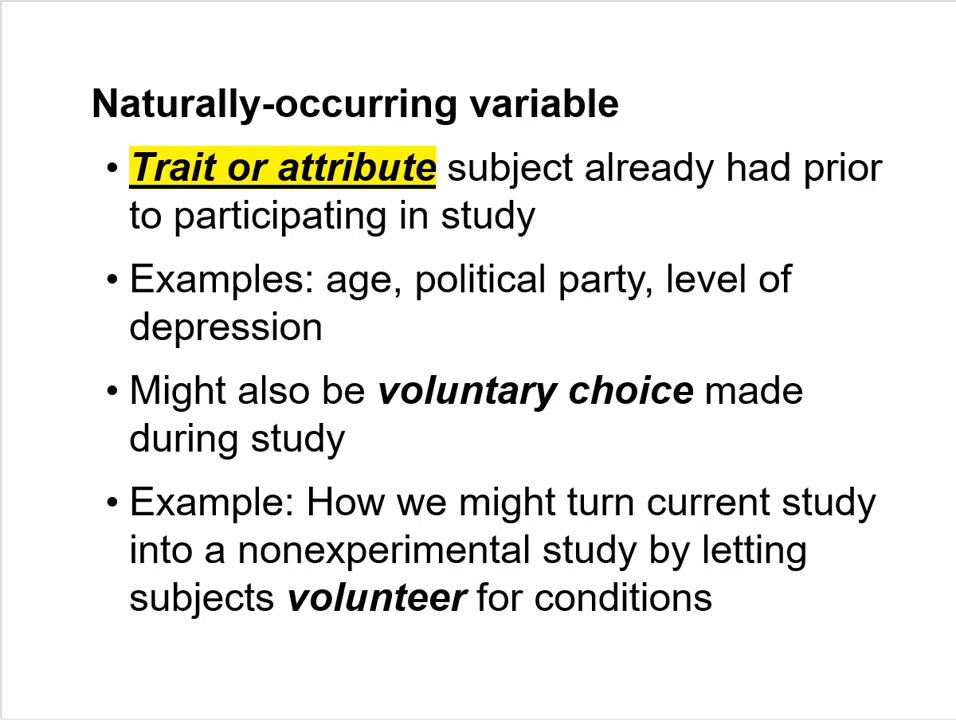 Naturally-occurring variable
• Trait or attribute subject already had prior
to participating in study
• Examples: age, political party, level of
depression
• Might also be voluntary choice made
during study
• Example: How we might turn current study
into a nonexperimental study by letting
subjects volunteer for conditions